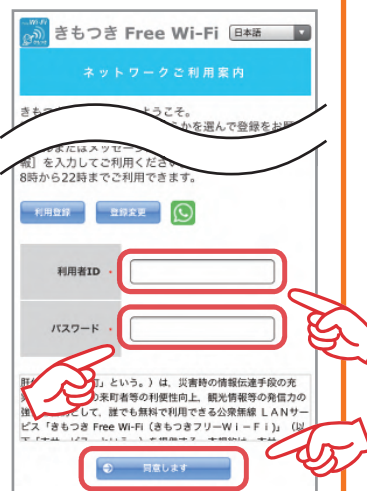 Wi-Fi
きもつき Free Wi-Fi 日本語
ネットワークご利用案内
きも ようこそ。
らかを選んで登録をお
またはメッセー
報］を入力してご利用くださ
8時から22時までご利用できます。
利用登録 登録変更
利用者ID
パスワード
町」という。）は、災害時の情報伝達手段の充
の来町者等の利便性向上、観光情報等の発信力の
強 として、誰でも無料で利用できる公衆無線 LANサー
ビス「きもつき Free Wi-Fi（きもつきフリーWi－Fi）」（以
同意します